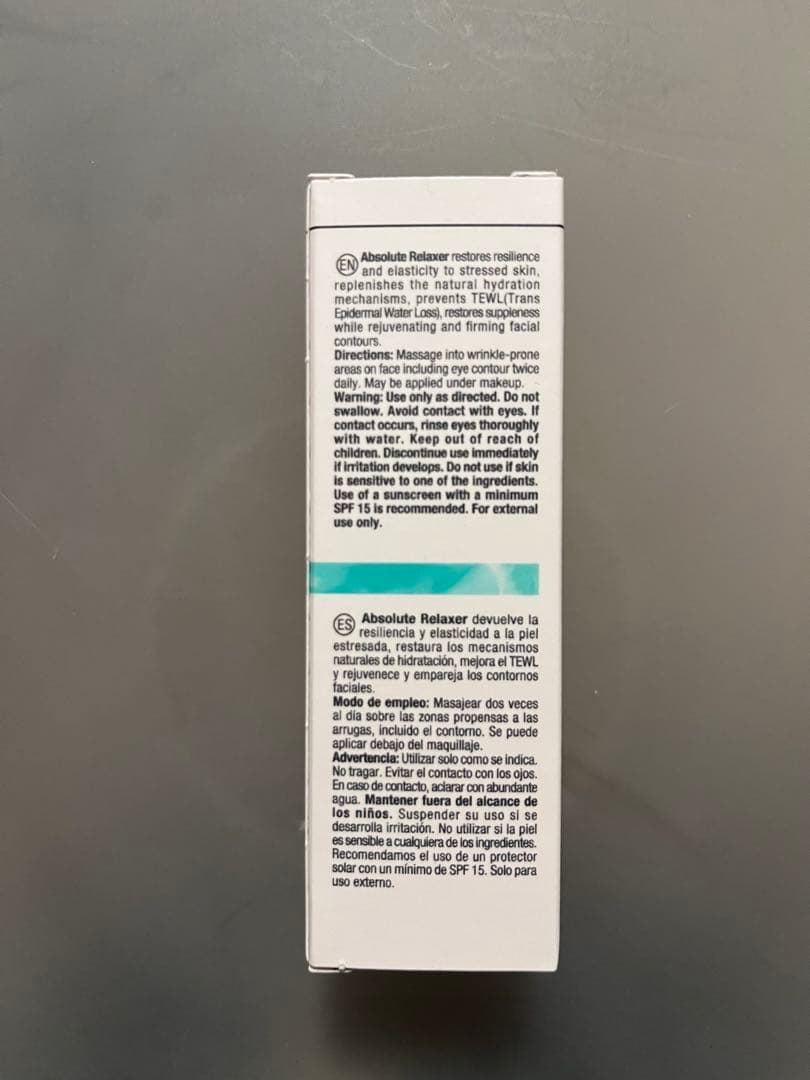 EN Absolute Relaxer restores resilience
and elasticity to stressed skin,
replenishes the natural hydration
mechanisms, prevents TEWL(Trans
Epidermal Water Loss), restores suppleness
while rejuvenating and firming facial
contours.
Directions: Massage into wrinkle-prone
areas on face including eye contour twice
daily. May be applied under makeup.
Warning: Use only as directed. Do not
swallow. Avoid contact with eyes. If
contact occurs, rinse eyes thoroughly
with water. Keep out of reach of
children. Discontinue use immediately
if irritation develops. Do not use if skin
is sensitive to one of the ingredients.
Use of a sunscreen with a minimum
SPF 15 is recommended. For external
use only.
ES Absolute Relaxer devuelve la
resiliencia y elasticidad a la piel
estresada, restaura los mecanismos
naturales de hidratación, mejora el TEWL
y rejuvenece y empareja los contornos
faciales.
Modo de empleo: Masajear dos veces
al día sobre las zonas propensas a las
arrugas, incluido el contorno. Se puede
aplicar debajo del maquillaje.
Advertencia: Utilizar solo como se indica.
No tragar. Evitar el contacto con los ojos.
En caso de contacto, aclarar con abundante
agua. Mantener fuera del alcance de
los niños. Suspender su uso si se
desarrolla irritación. No utilizar si la piel
es sensible a cualquiera de los ingredientes.
Recomendamos el uso de un protector
solar con un mínimo de SPF 15. Solo para
uso externo.